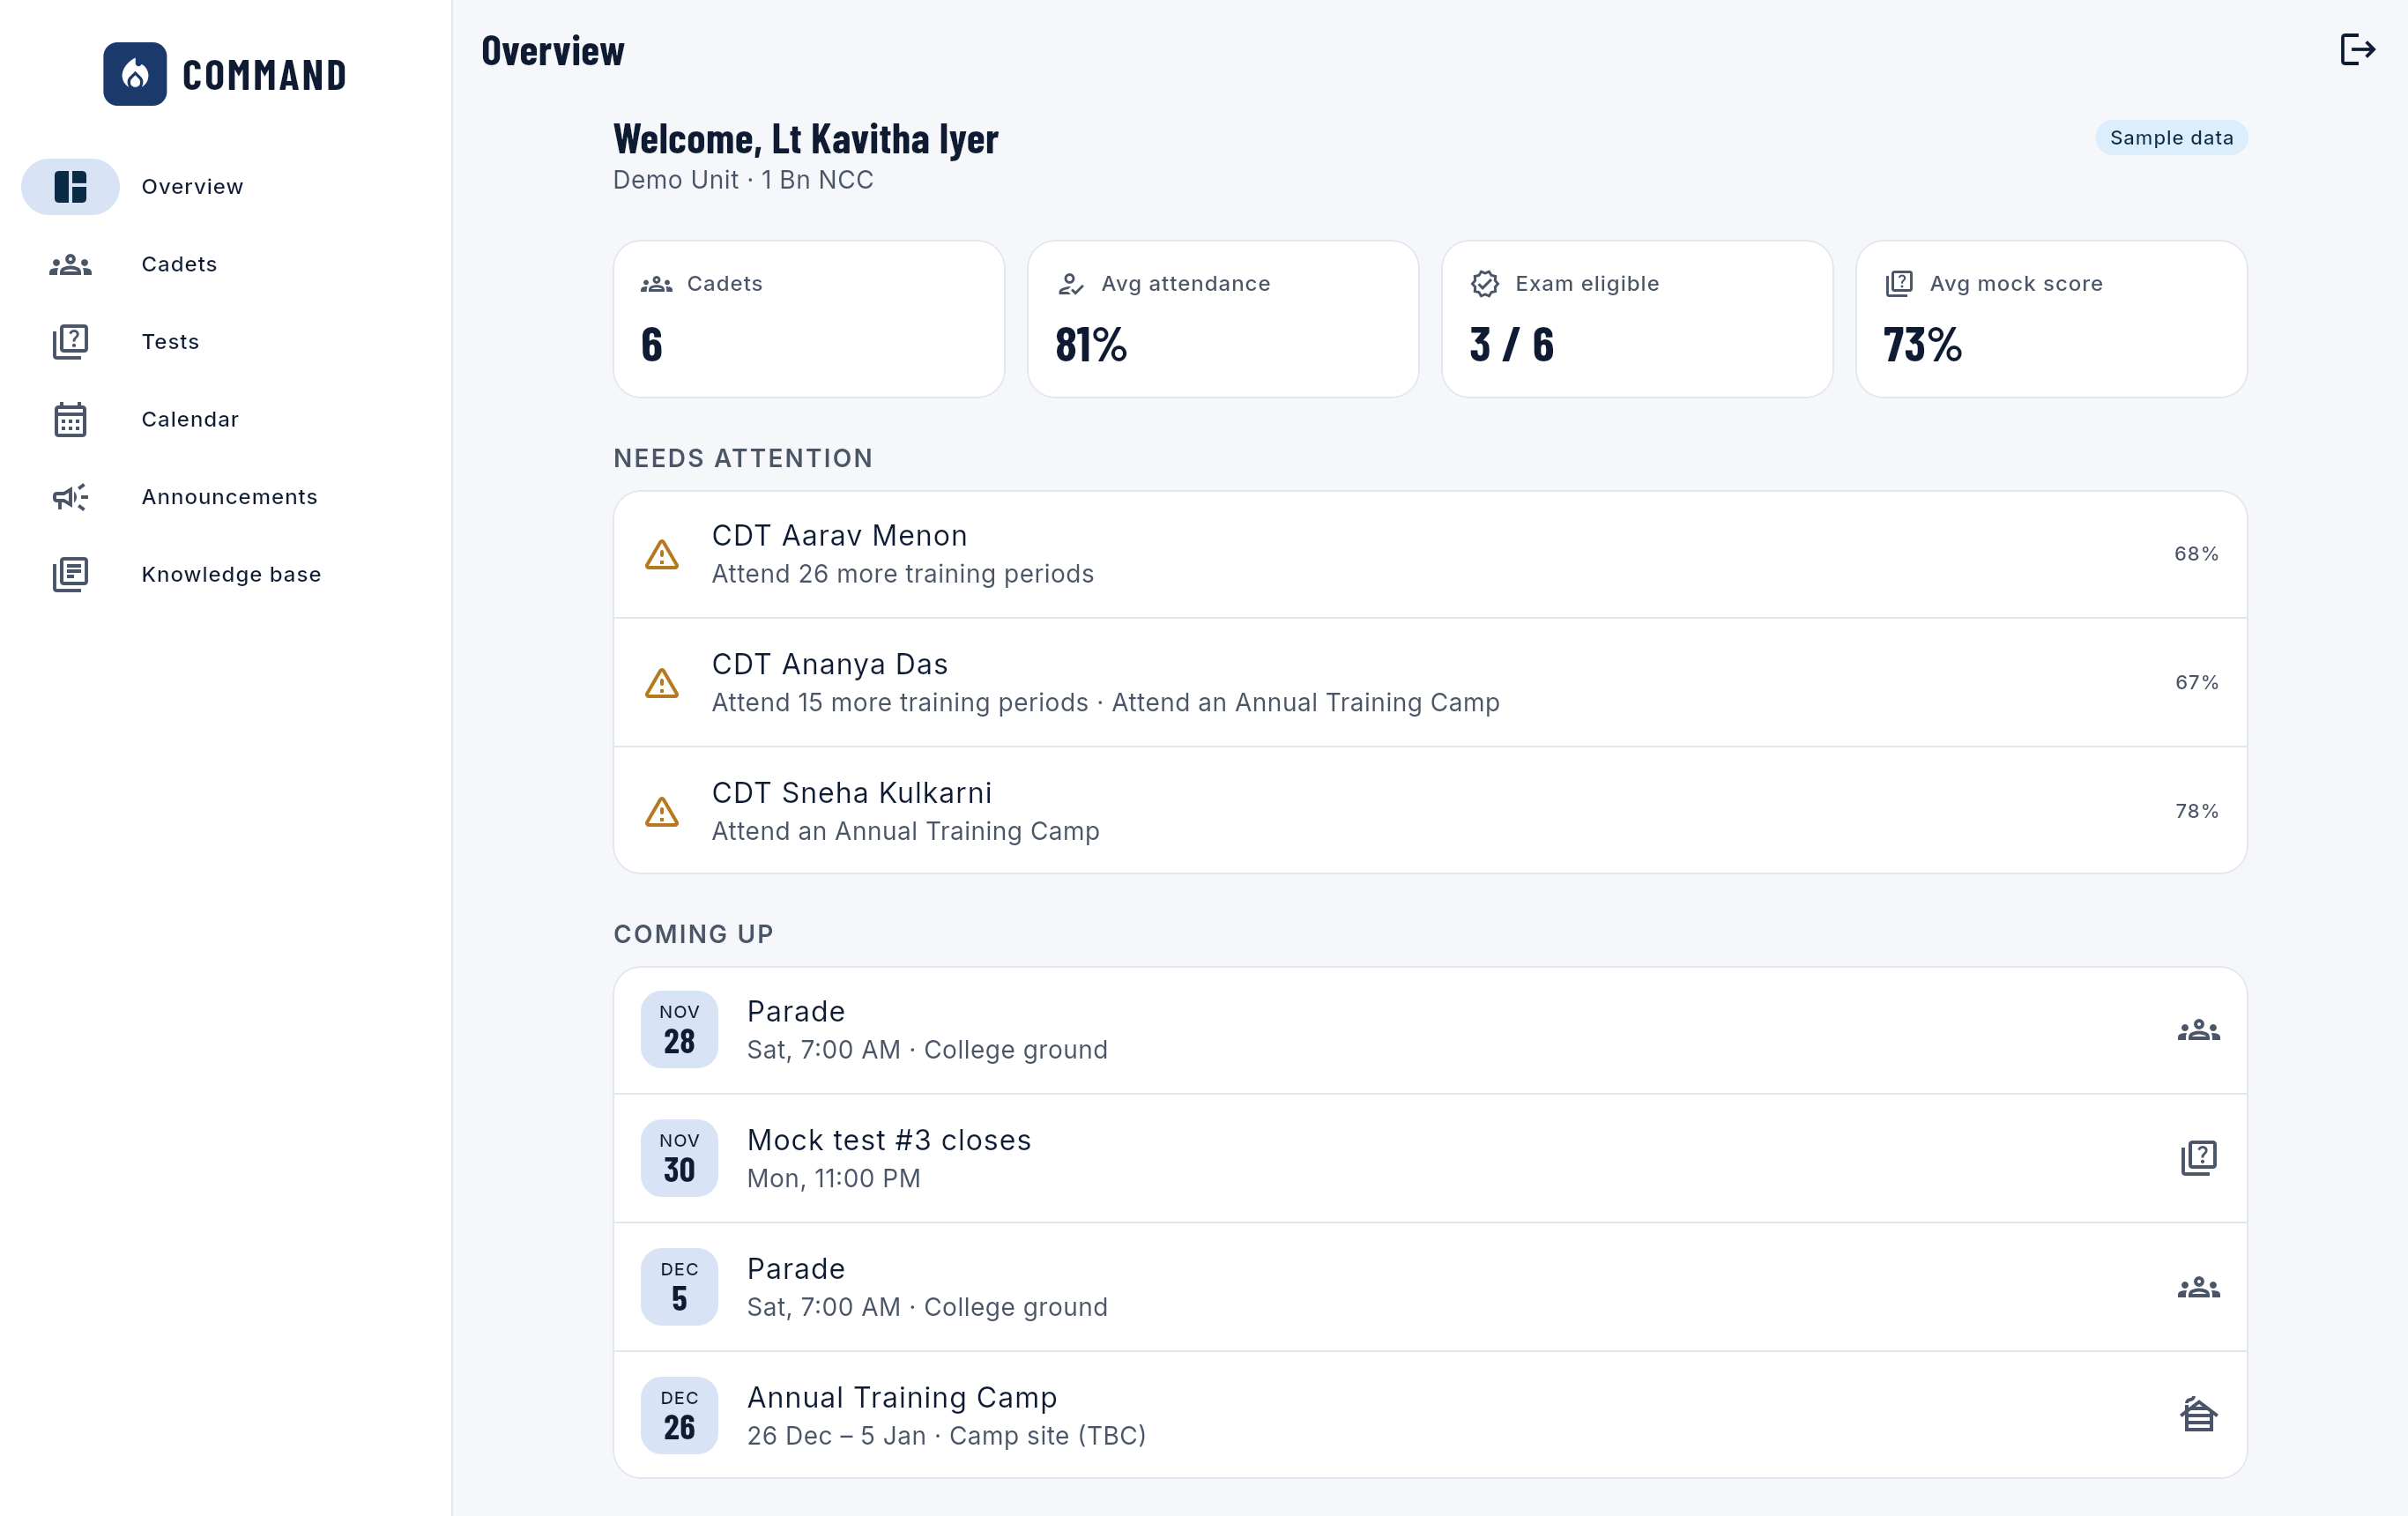 COMMAND
Overview
Cadets
Tests
Calendar
Announcements
Knowledge base
Overview
Welcome, Lt Kavitha Iyer
Demo Unit · 1 Bn NCC
Sample data
Cadets
6
Avg attendance
81%
Exam eligible
3 / 6
Avg mock score
73%
NEEDS ATTENTION
CDT Aarav Menon
Attend 26 more training periods
68%
CDT Ananya Das
Attend 15 more training periods · Attend an Annual Training Camp
67%
CDT Sneha Kulkarni
Attend an Annual Training Camp
78%
COMING UP
NOV
28
Parade
Sat, 7:00 AM · College ground
NOV
30
Mock test #3 closes
Mon, 11:00 PM
DEC
5
Parade
Sat, 7:00 AM · College ground
DEC
26
Annual Training Camp
26 Dec – 5 Jan · Camp site (TBC)